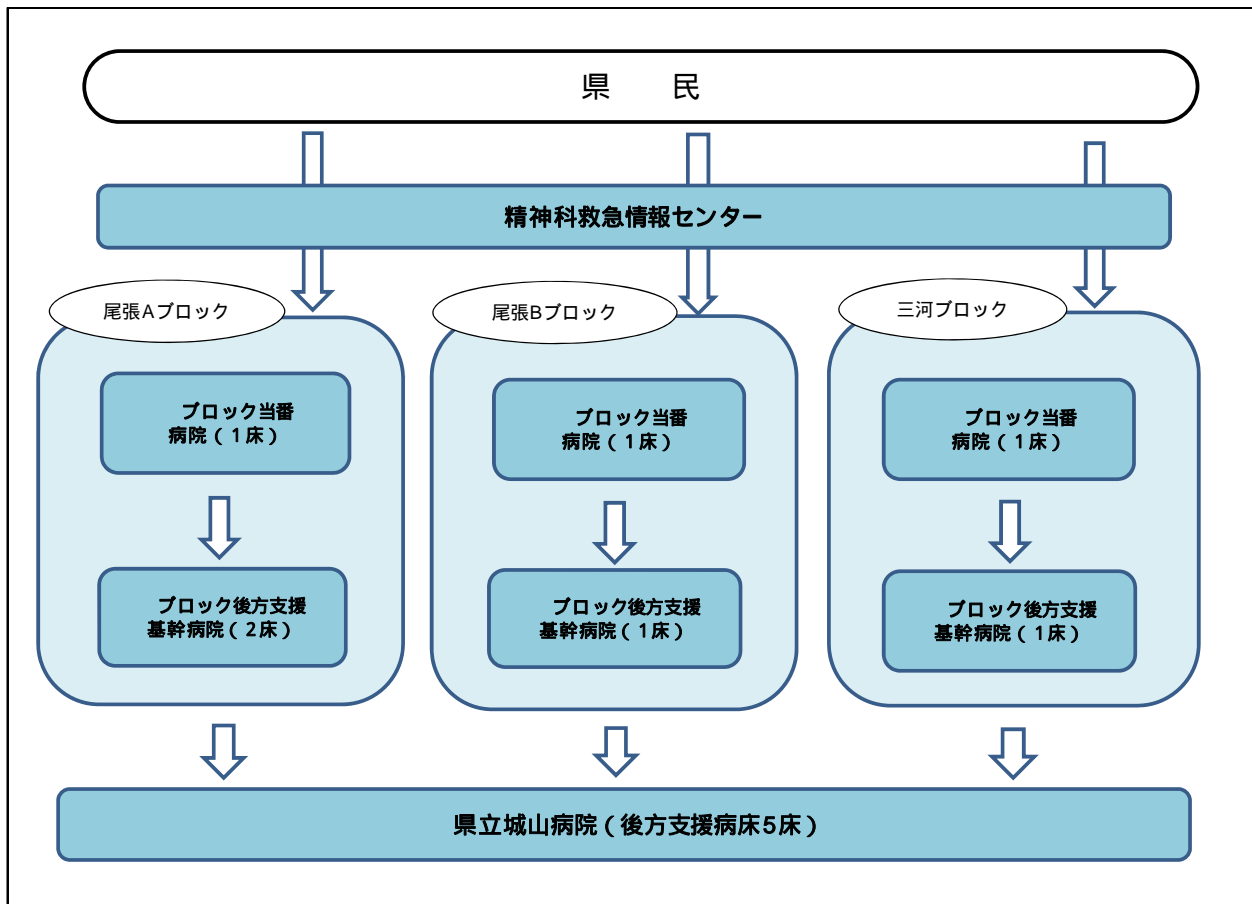 県　民
精神科救急情報センター
尾張Aブロック
尾張Bブロック
三河ブロック
ブロック当番
病院（1床）
ブロック当番
病院（1床）
ブロック当番
病院（1床）
ブロック後方支援
基幹病院（2床）
ブロック後方支援
基幹病院（1床）
ブロック後方支援
基幹病院（1床）
県立城山病院（後方支援病床5床）